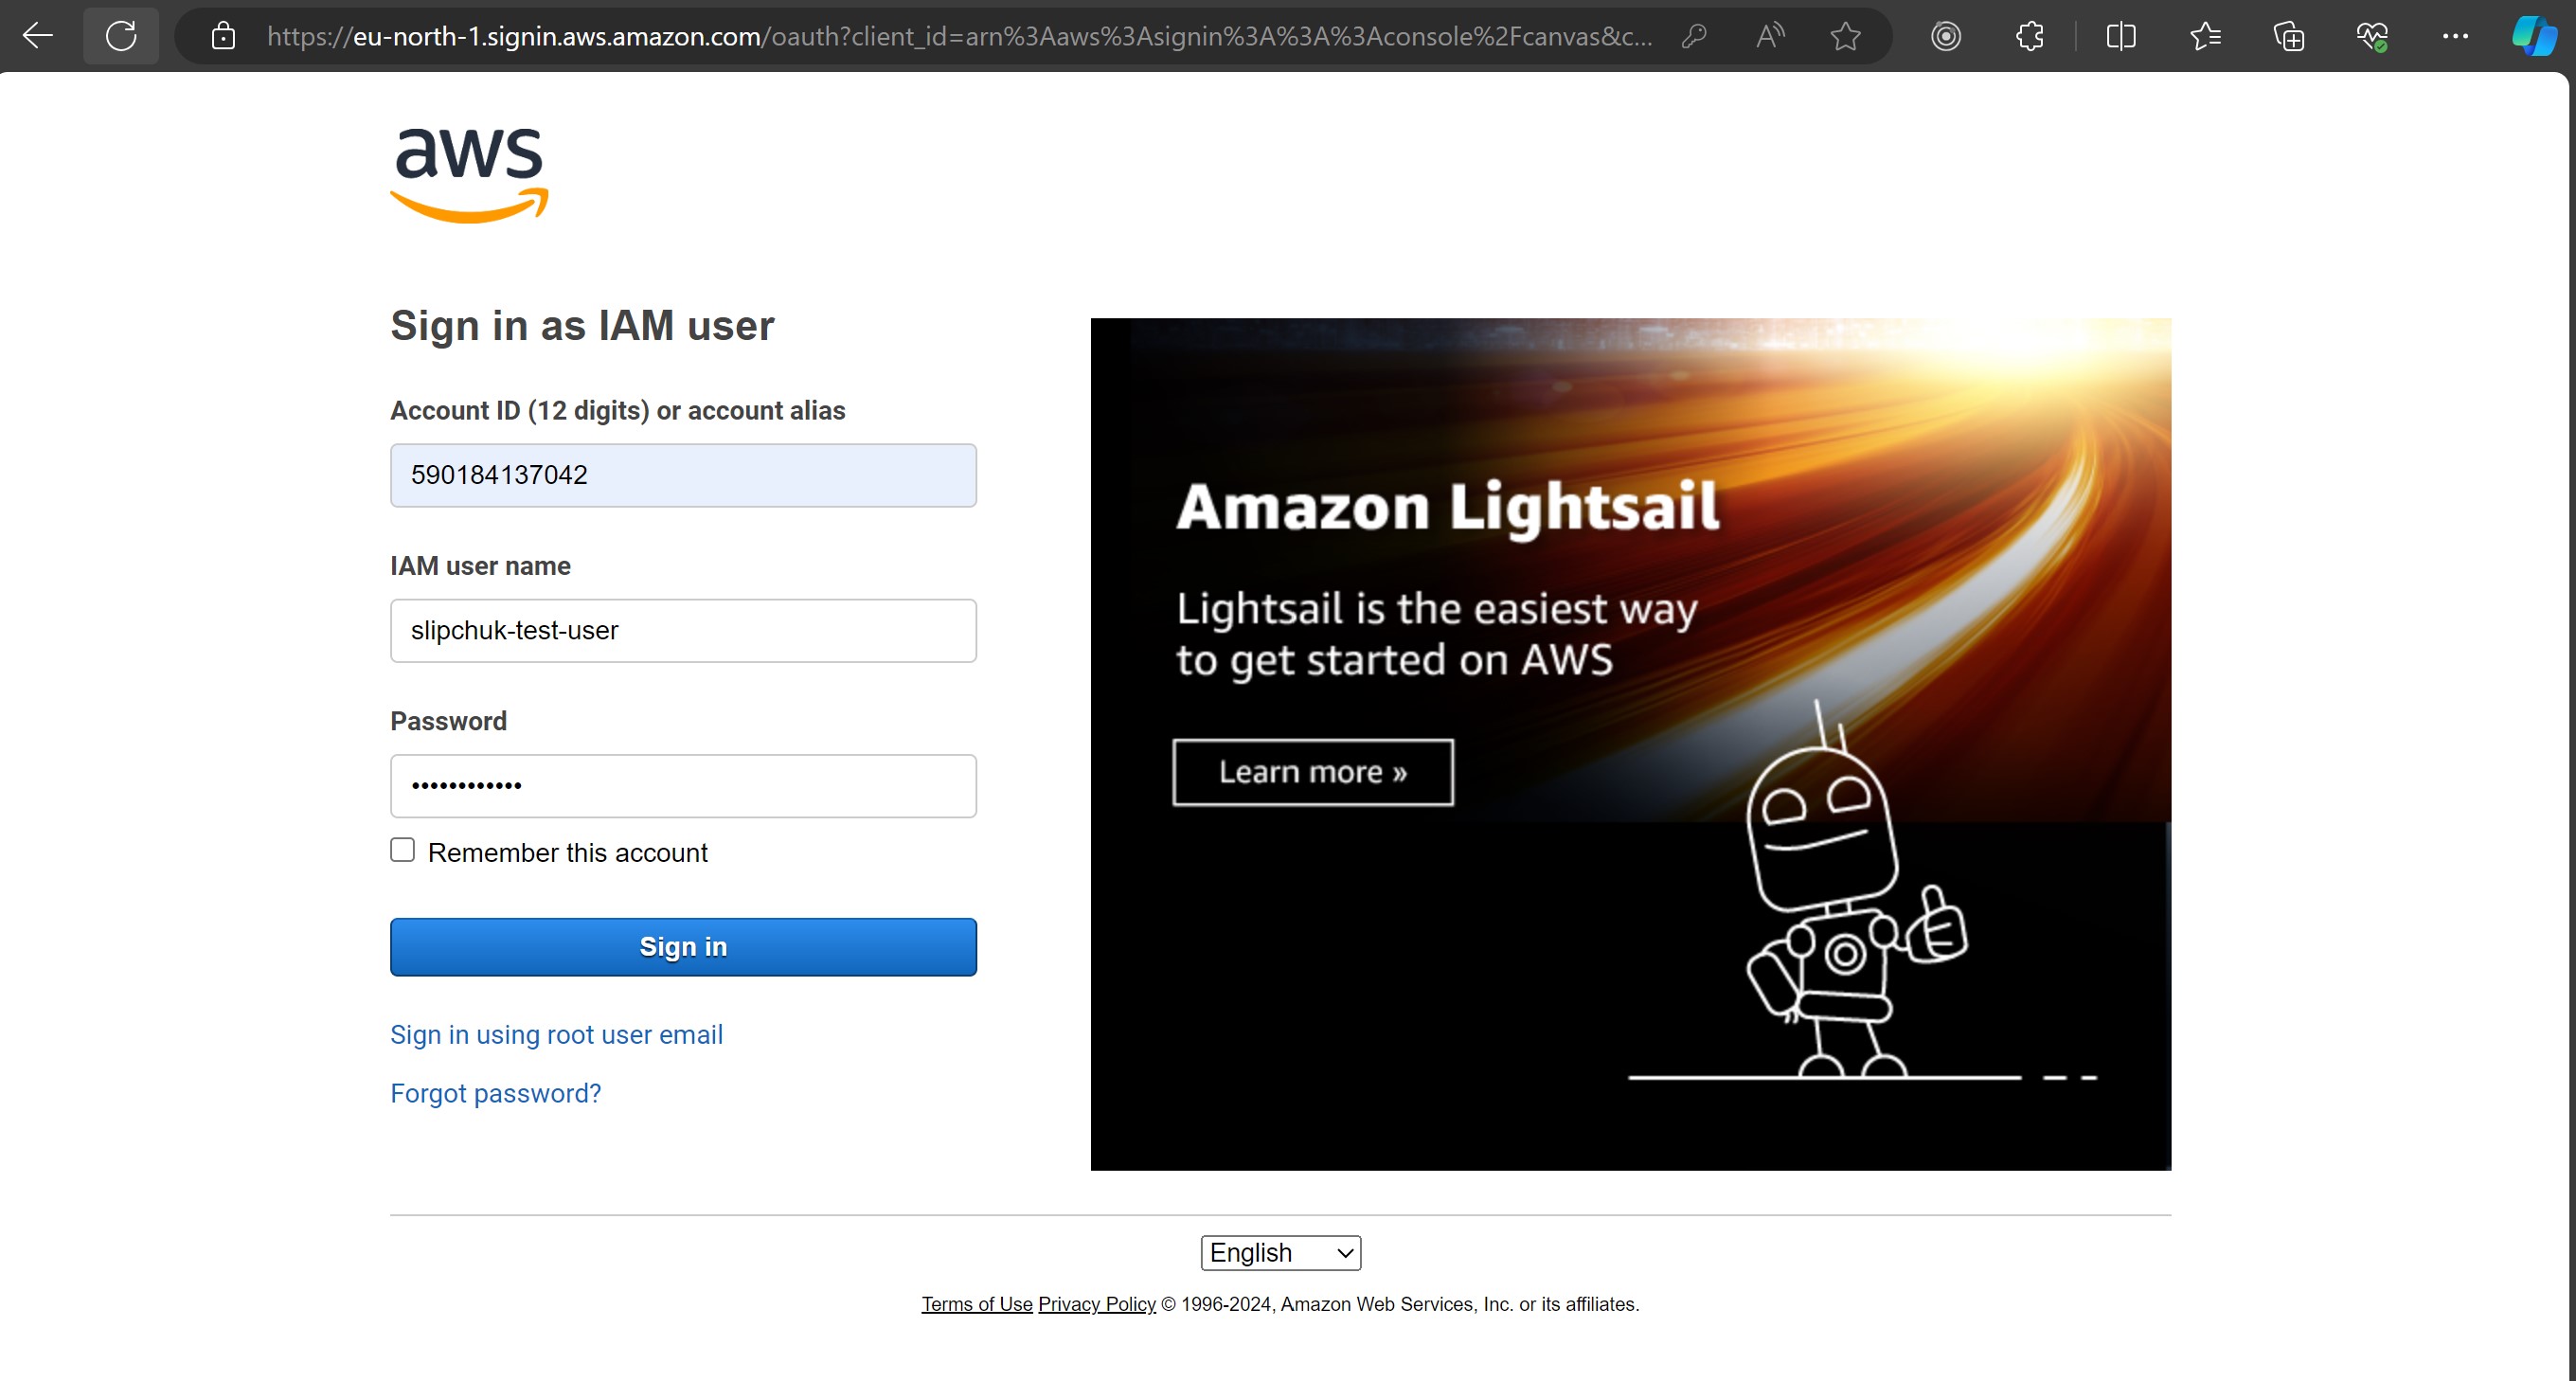 https://eu-north-1.signin.aws.amazon.com/oauth?client_id=arn%3Aaws%3Asignin%3A%3A%3Aconsole%2Fcanvas&c...
aws
Sign in as IAM user
Account ID (12 digits) or account alias
590184137042
IAM user name
slipchuk-test-user
Password
••••••••••••
Remember this account
Sign in
Sign in using root user email
Forgot password?
Amazon Lightsail
Lightsail is the easiest way
to get started on AWS
Learn more »
English
Terms of Use Privacy Policy © 1996-2024, Amazon Web Services, Inc. or its affiliates.